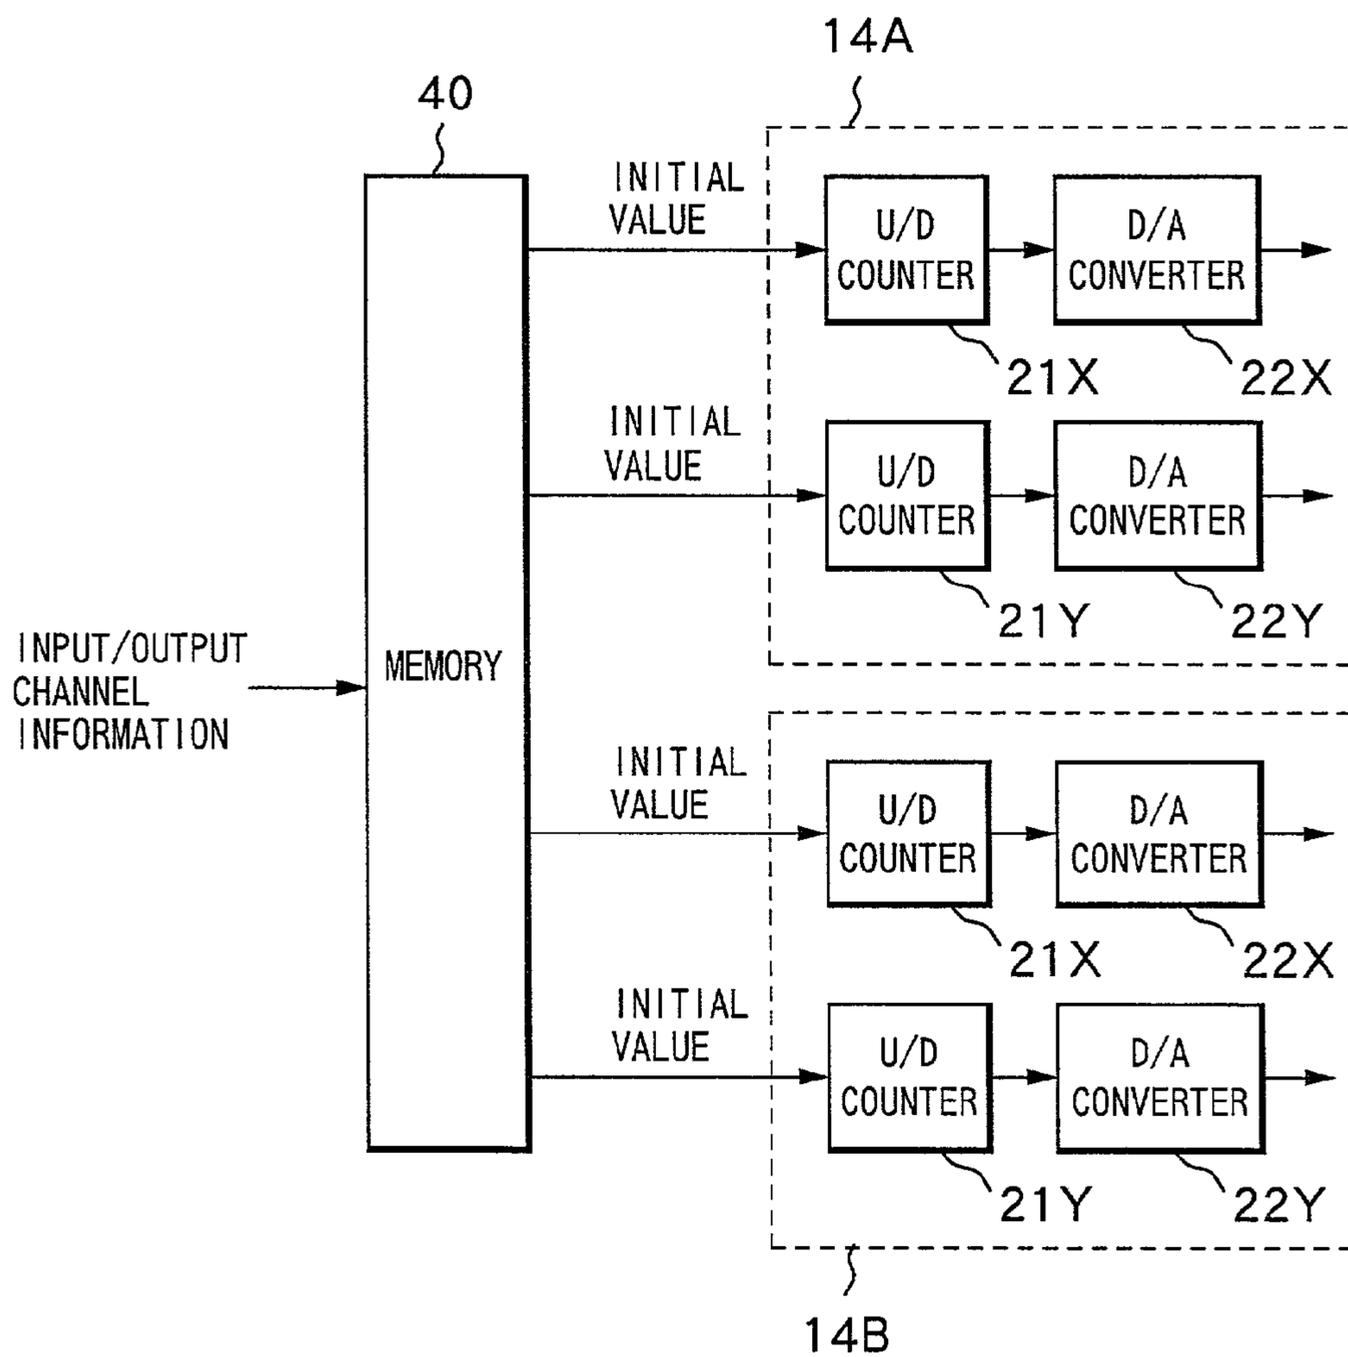 14A
40
INITIAL
VALUE
U/D
COUNTER
D/A
CONVERTER
21X
22X
INITIAL
VALUE
U/D
COUNTER
D/A
CONVERTER
21Y
22Y
INPUT/OUTPUT
CHANNEL
INFORMATION
MEMORY
INITIAL
VALUE
U/D
COUNTER
D/A
CONVERTER
21X
22X
INITIAL
VALUE
U/D
COUNTER
D/A
CONVERTER
21Y
22Y
14B